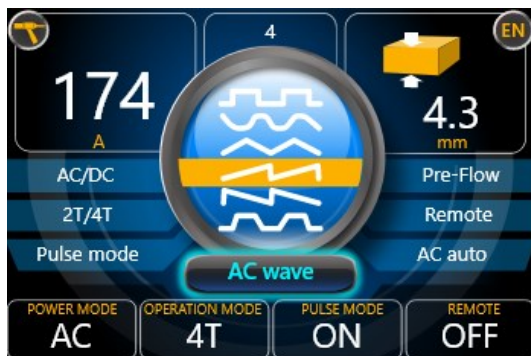 EN
4
174
A
4.3
mm
AC/DC
Pre-Flow
2T/4T
Remote
Pulse mode
AC auto
AC wave
POWER MODE
AC
OPERATION MODE
4T
PULSE MODE
ON
REMOTE
OFF